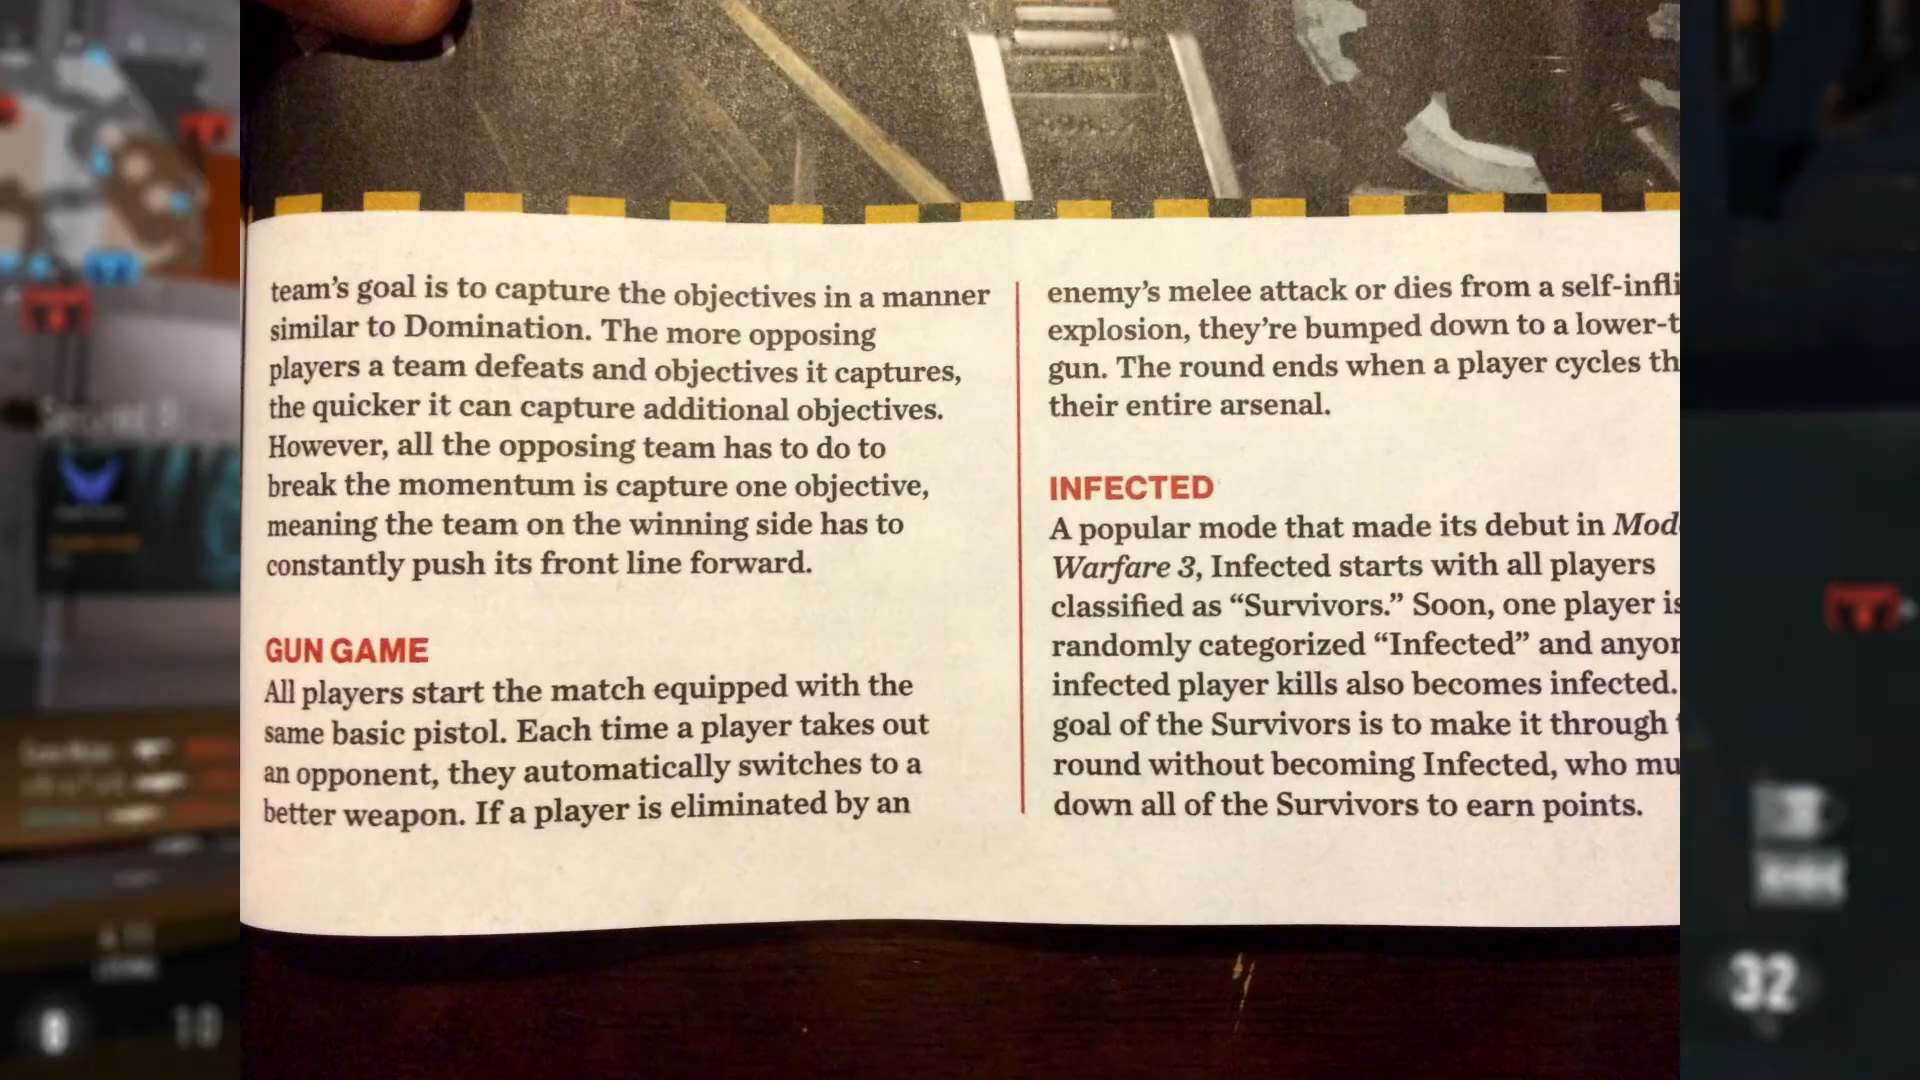 team's goal is to capture the objectives in a manner
similar to Domination. The more opposing
players a team defeats and objectives it captures,
the quicker it can capture additional objectives.
However, all the opposing team has to do to
break the momentum is capture one objective,
meaning the team on the winning side has to
constantly push its front line forward.
GUN GAME
All players start the match equipped with the
same basic pistol. Each time a player takes out
an opponent, they automatically switches to a
better weapon. If a player is eliminated by an
enemy's melee attack or dies from a self-infli
explosion, they're bumped down to a lower-t
gun. The round ends when a player cycles th
their entire arsenal.
INFECTED
A popular mode that made its debut in Mod
Warfare 3, Infected starts with all players
classified as “Survivors.” Soon, one player is
randomly categorized “Infected” and anyon
infected player kills also becomes infected.
goal of the Survivors is to make it through
round without becoming Infected, who mu
down all of the Survivors to earn points.
8
18
32